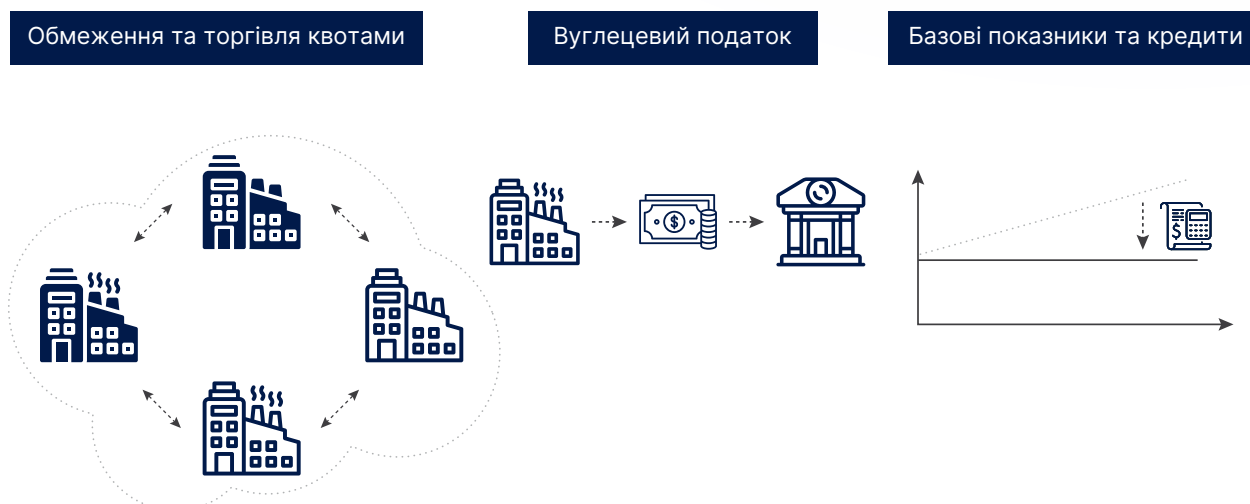 Обмеження та торгівля квотами
Вуглецевий податок
Базові показники та кредити